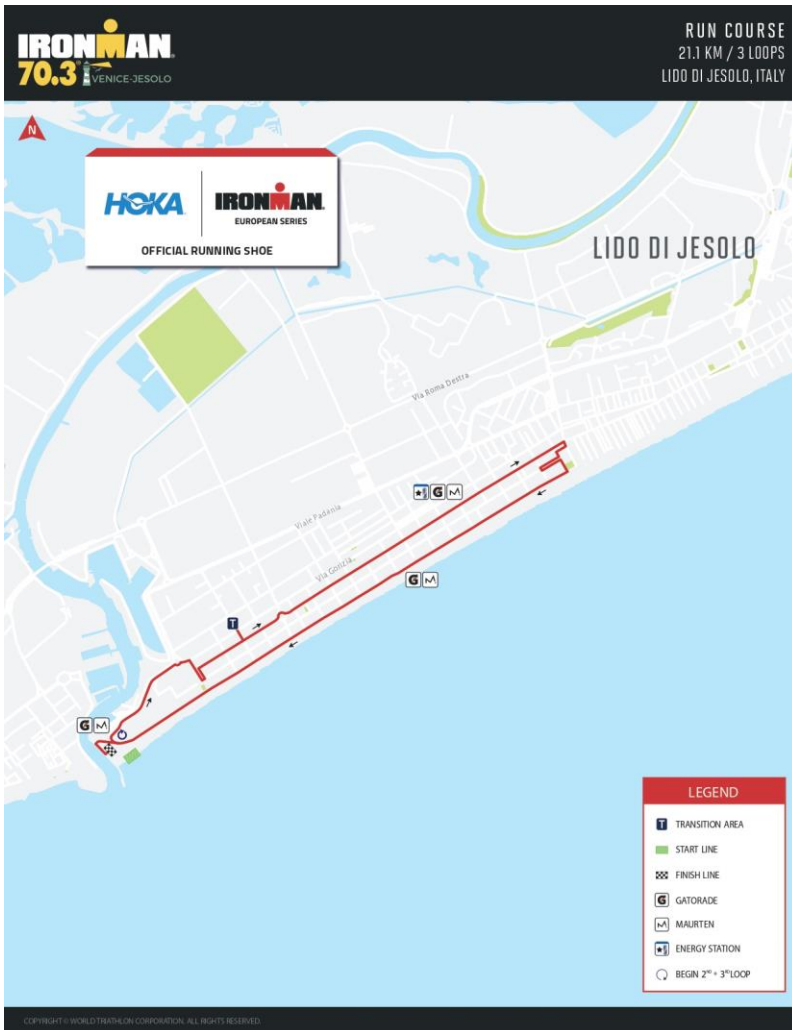 IRONMAN
70.3 VENICE-JESOLO
RUN COURSE
21.1 KM / 3 LOOPS
LIDO DI JESOLO, ITALY
N
HOKA
IRONMAN
EUROPEAN SERIES
OFFICIAL RUNNING SHOE
LIDO DI JESOLO
Via Roma Destra
G
Viale Padania
Via Gorizia
G
T
G
LEGEND
T TRANSITION AREA
START LINE
FINISH LINE
G GATORADE
MAURTEN
ENERGY STATION
BEGIN 2ND + 3RD LOOP
COPYRIGHT © WORLD TRIATHLON CORPORATION. ALL RIGHTS RESERVED.